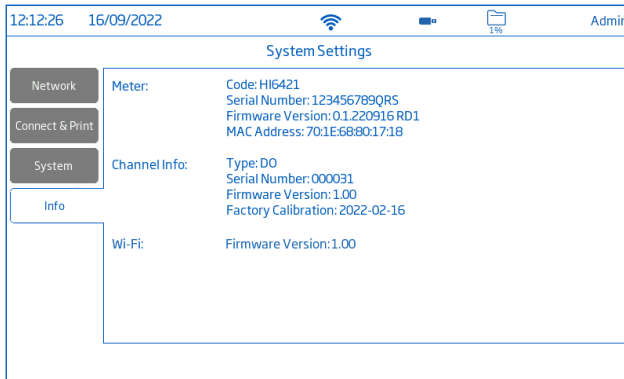 12:12:26 16/09/2022 1% Admin
System Settings
Network
Connect & Print
System
Info
Meter:
Code: HI6421
Serial Number: 123456789QRS
Firmware Version: 0.1.220916 RD1
MAC Address: 70:1E:68:80:17:18
Channel Info:
Type: DO
Serial Number: 000031
Firmware Version: 1.00
Factory Calibration: 2022-02-16
Wi-Fi:
Firmware Version:1.00